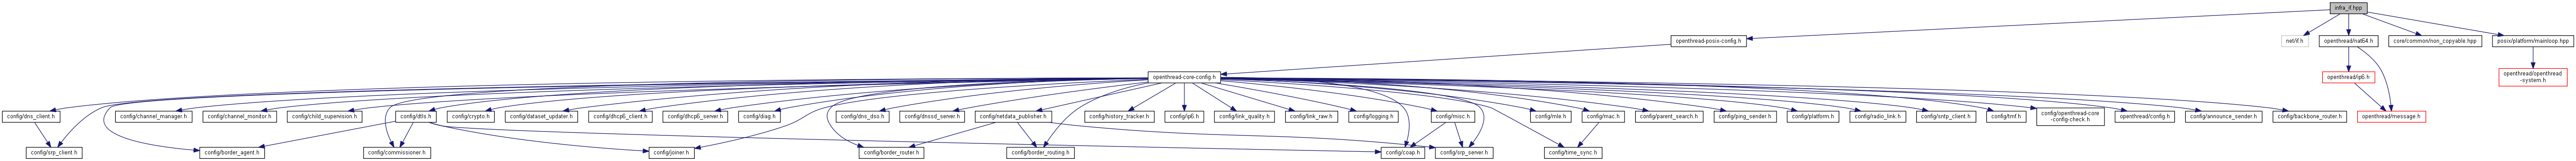 infra_if.hpp
openthread-posix-config.h
net/if.h
openthread/nat64.h
core/common/non_copyable.hpp
posix/platform/mainloop.hpp
openthread-core-config.h
openthread/ip6.h
openthread/openthread
-system.h
config/dns_client.h
config/channel_manager.h
config/channel_monitor.h
config/child_supervision.h
config/dtls.h
config/crypto.h
config/dataset_updater.h
config/dhcp6_client.h
config/dhcp6_server.h
config/diag.h
config/dns_dso.h
config/dnssd_server.h
config/netdata_publisher.h
config/history_tracker.h
config/ip6.h
config/link_quality.h
config/link_raw.h
config/logging.h
config/misc.h
config/mle.h
config/mac.h
config/parent_search.h
config/ping_sender.h
config/platform.h
config/radio_link.h
config/sntp_client.h
config/tmf.h
config/openthread-core
-config-check.h
openthread/config.h
config/announce_sender.h
config/backbone_router.h
openthread/message.h
config/srp_client.h
config/border_agent.h
config/commissioner.h
config/joiner.h
config/border_router.h
config/border_routing.h
config/coap.h
config/srp_server.h
config/time_sync.h